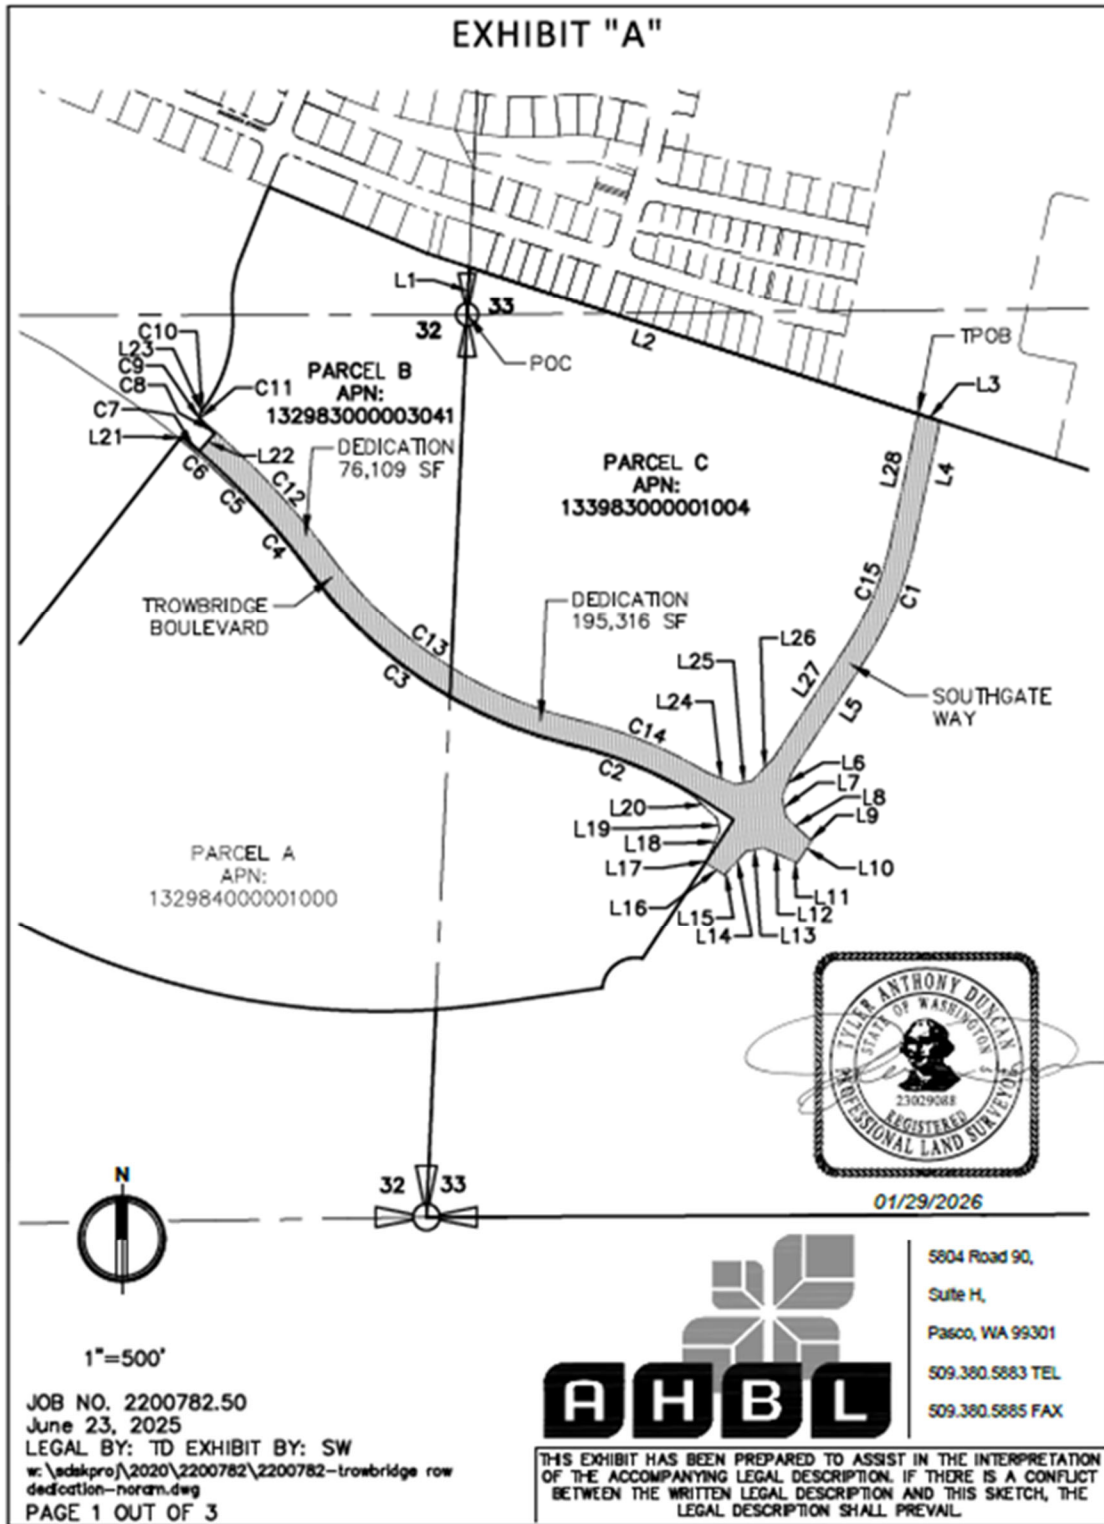 EXHIBIT "A"
L1
33
32
POC
L2
TPOB
L3
L28
L4
C10
L23
C9
C8
C11
C7
L21
C6
L22
C12
C5
C4
PARCEL B
APN:
132983000003041
DEDICATION
76,109 SF
PARCEL C
APN:
133983000001004
TROWBRIDGE
BOULEVARD
C13
C3
DEDICATION
195,316 SF
C15
C1
L26
L25
L27
L24
L5
SOUTHGATE
WAY
C14
C2
L6
L7
L8
L9
L20
L19
L18
L17
L10
L11
L16
L12
L15
L13
L14
PARCEL A
APN:
132984000001000
TYLER ANTHONY DUNCAN
STATE OF WASHINGTON
23029088
REGISTERED
PROFESSIONAL LAND SURVEYOR
01/29/2026
32 33
N
1"=500'
JOB NO. 2200782.50
June 23, 2025
LEGAL BY: TD EXHIBIT BY: SW
w:\sdskproj\2020\2200782\2200782-trowbridge row
dedication-noram.dwg
PAGE 1 OUT OF 3
AHBL
5804 Road 90,
Suite H,
Pasco, WA 99301
509.380.5883 TEL
509.380.5885 FAX
THIS EXHIBIT HAS BEEN PREPARED TO ASSIST IN THE INTERPRETATION
OF THE ACCOMPANYING LEGAL DESCRIPTION. IF THERE IS A CONFLICT
BETWEEN THE WRITTEN LEGAL DESCRIPTION AND THIS SKETCH, THE
LEGAL DESCRIPTION SHALL PREVAIL.